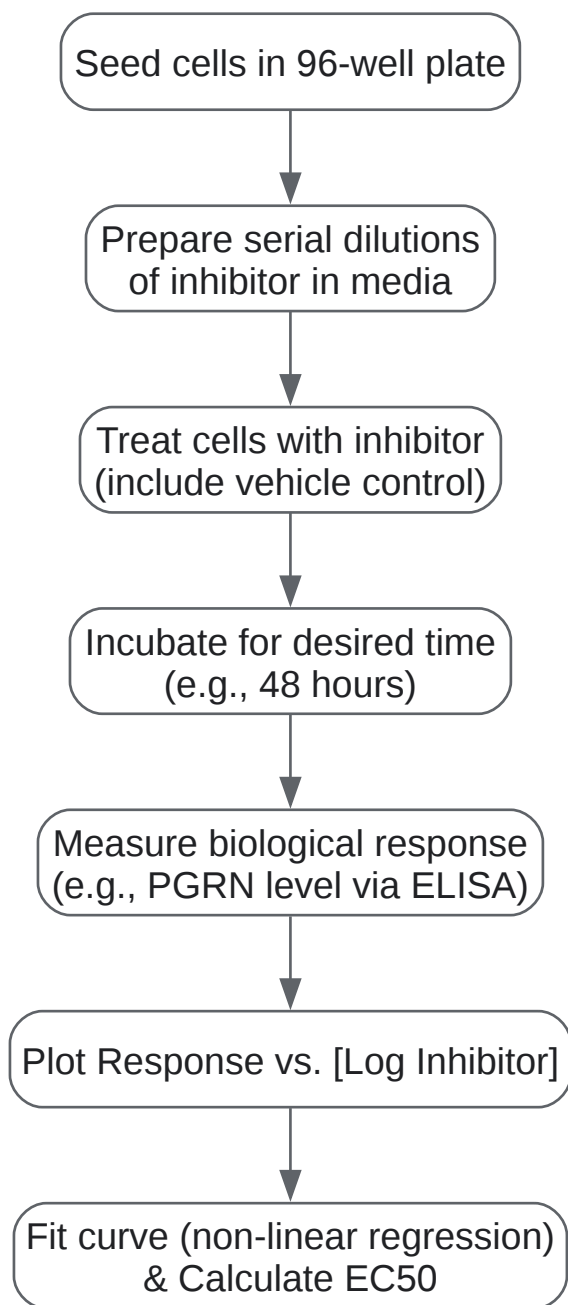 Seed cells in 96-well plate
Prepare serial dilutions
of inhibitor in media
Treat cells with inhibitor
(include vehicle control)
Incubate for desired time
(e.g., 48 hours)
Measure biological response
(e.g., PGRN level via ELISA)
Plot Response vs. [Log Inhibitor]
Fit curve (non-linear regression)
& Calculate EC50